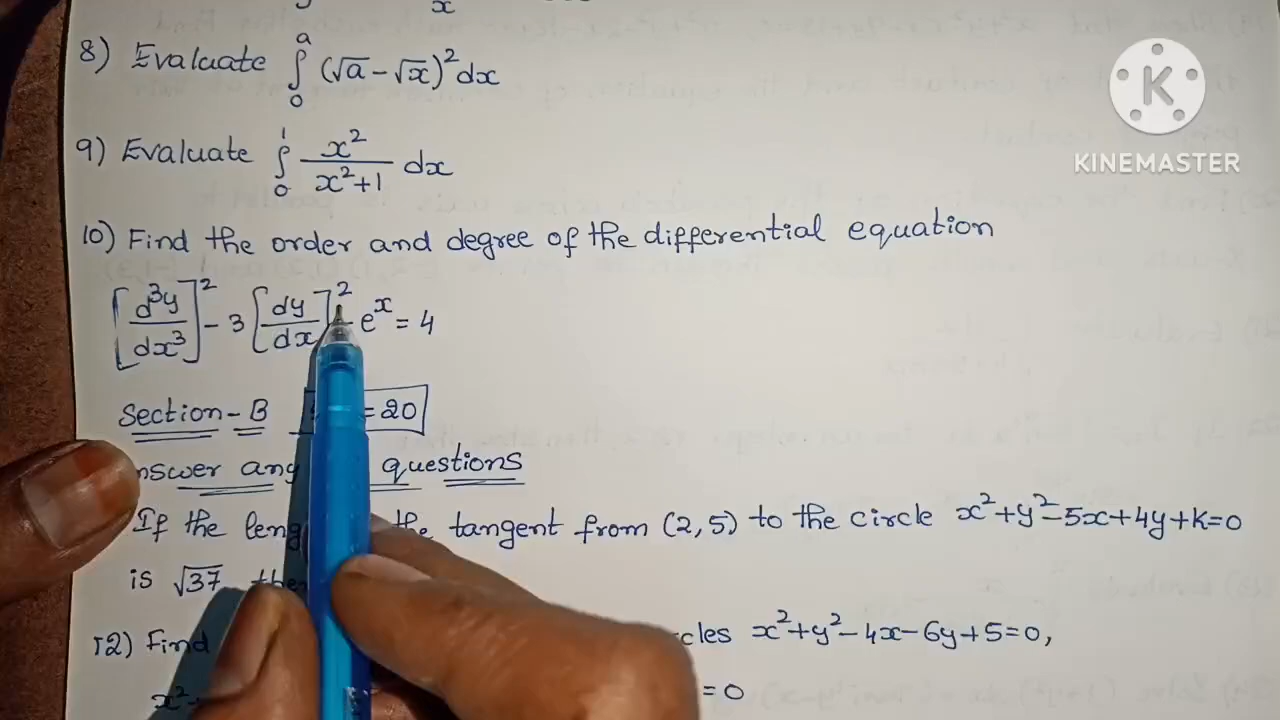 8) Evaluate ∫₀ᵃ (√a - √x)² dx
K
KINEMASTER
9) Evaluate ∫₀¹ x²/(x²+1) dx
10) Find the order and degree of the differential equation
[d³y/dx³]² - 3 [dy/dx]² eˣ = 4
Section - B = 20
questions
If the the tangent from (2,5) to the circle x²+y²-5x+4y+k=0
is √37
12) Find x²+y²-4x-6y+5=0,
= 0